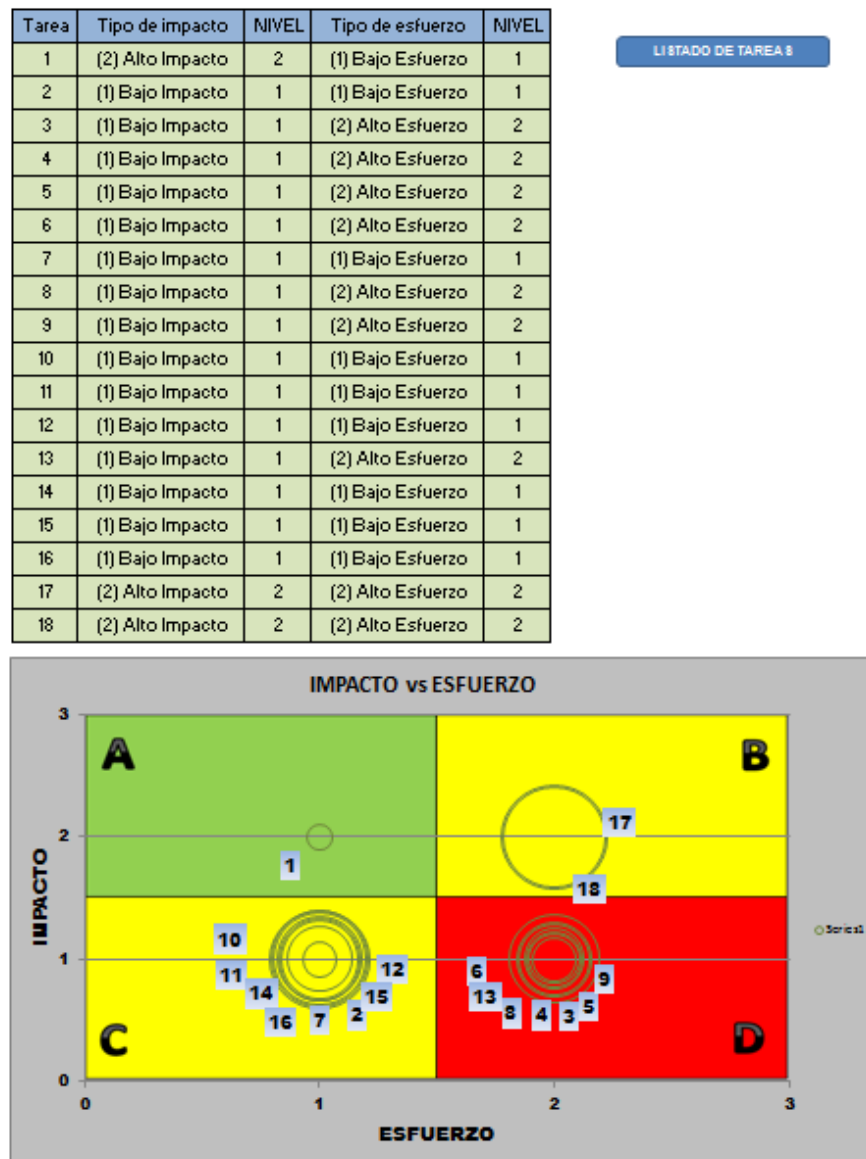 Tarea Tipo de impacto NIVEL Tipo de esfuerzo NIVEL
LISTADO DE TAREAS
1 (2) Alto Impacto 2 (1) Bajo Esfuerzo 1
2 (1) Bajo Impacto 1 (1) Bajo Esfuerzo 1
3 (1) Bajo Impacto 1 (2) Alto Esfuerzo 2
4 (1) Bajo Impacto 1 (2) Alto Esfuerzo 2
5 (1) Bajo Impacto 1 (2) Alto Esfuerzo 2
6 (1) Bajo Impacto 1 (2) Alto Esfuerzo 2
7 (1) Bajo Impacto 1 (1) Bajo Esfuerzo 1
8 (1) Bajo Impacto 1 (2) Alto Esfuerzo 2
9 (1) Bajo Impacto 1 (2) Alto Esfuerzo 2
10 (1) Bajo Impacto 1 (1) Bajo Esfuerzo 1
11 (1) Bajo Impacto 1 (1) Bajo Esfuerzo 1
12 (1) Bajo Impacto 1 (1) Bajo Esfuerzo 1
13 (1) Bajo Impacto 1 (2) Alto Esfuerzo 2
14 (1) Bajo Impacto 1 (1) Bajo Esfuerzo 1
15 (1) Bajo Impacto 1 (1) Bajo Esfuerzo 1
16 (1) Bajo Impacto 1 (1) Bajo Esfuerzo 1
17 (2) Alto Impacto 2 (2) Alto Esfuerzo 2
18 (2) Alto Impacto 2 (2) Alto Esfuerzo 2
IMPACTO vs ESFUERZO
3
A B
17
2
1
18
IMPACTO
10
1
11 14 16 7 2 15 12
6 13 8 4 3 5 9
Series1
C D
0
0 1 2 3
ESFUERZO